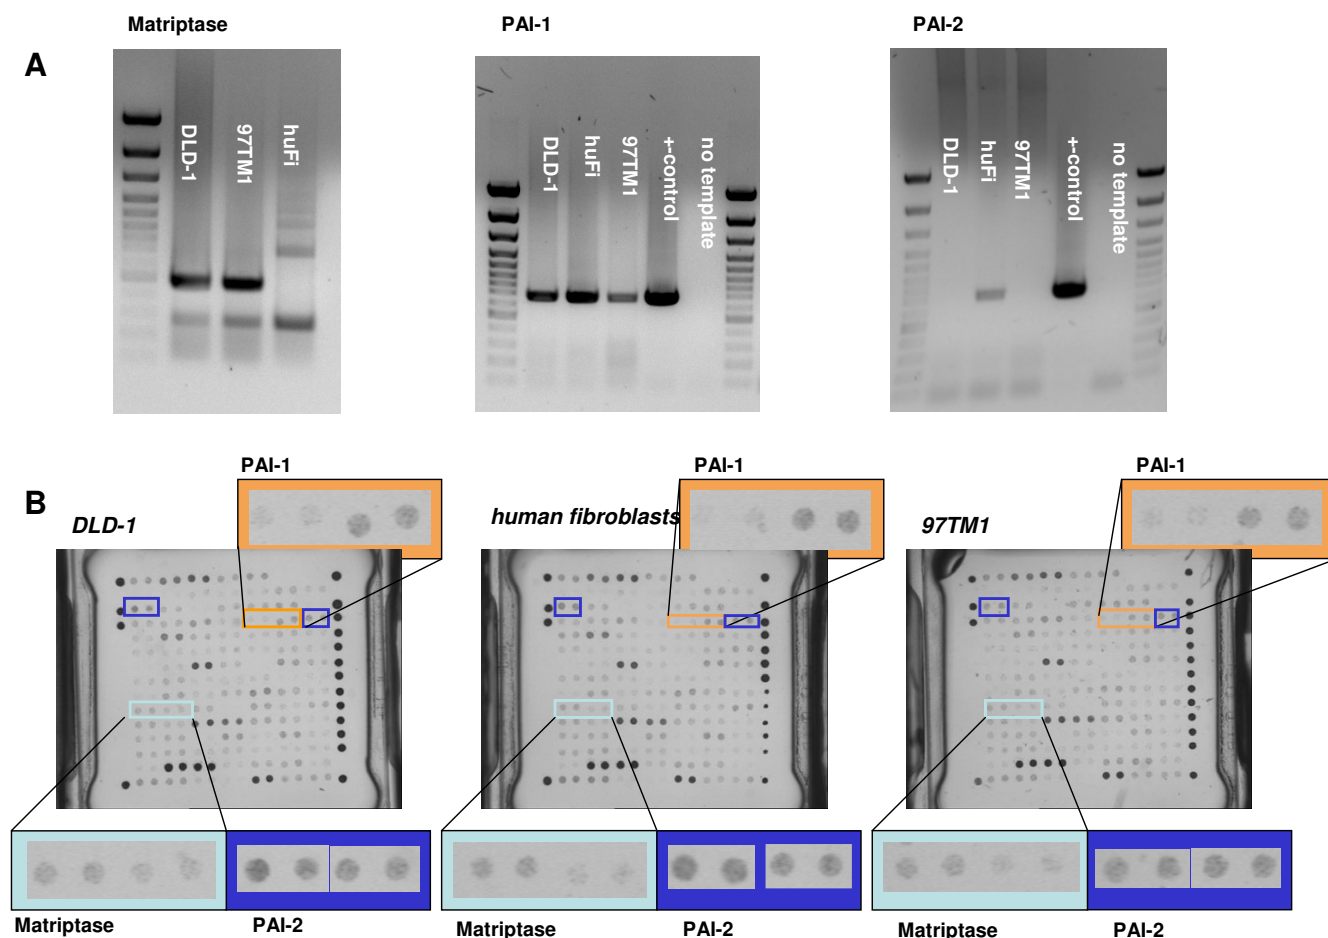 Matriptase
PAI-1
PAI-2
A
DLD-1
97TM1
huFi
DLD-1
huFi
97TM1
+-control
no template
DLD-1
huFi
97TM1
+-control
no template
B
PAI-1
PAI-1
PAI-1
DLD-1
human fibroblasts
97TM1
Matriptase
PAI-2
Matriptase
PAI-2
Matriptase
PAI-2